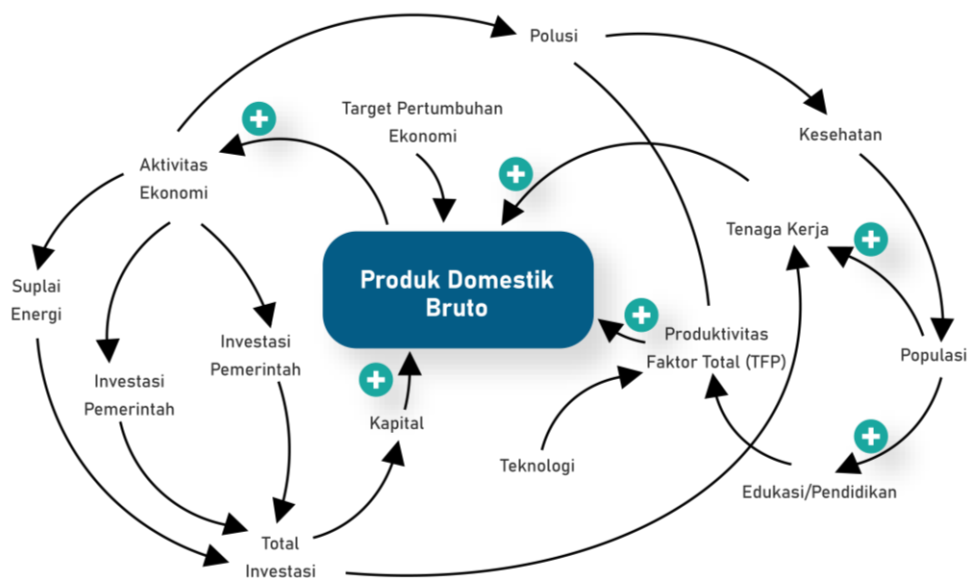 Polusi
Target Pertumbuhan
Ekonomi
Kesehatan
Aktivitas
Ekonomi
Tenaga Kerja
Suplai
Energi
Produk Domestik
Bruto
Investasi
Pemerintah
Produktivitas
Faktor Total (TFP)
Populasi
Investasi
Pemerintah
Kapital
Teknologi
Edukasi/Pendidikan
Total
Investasi